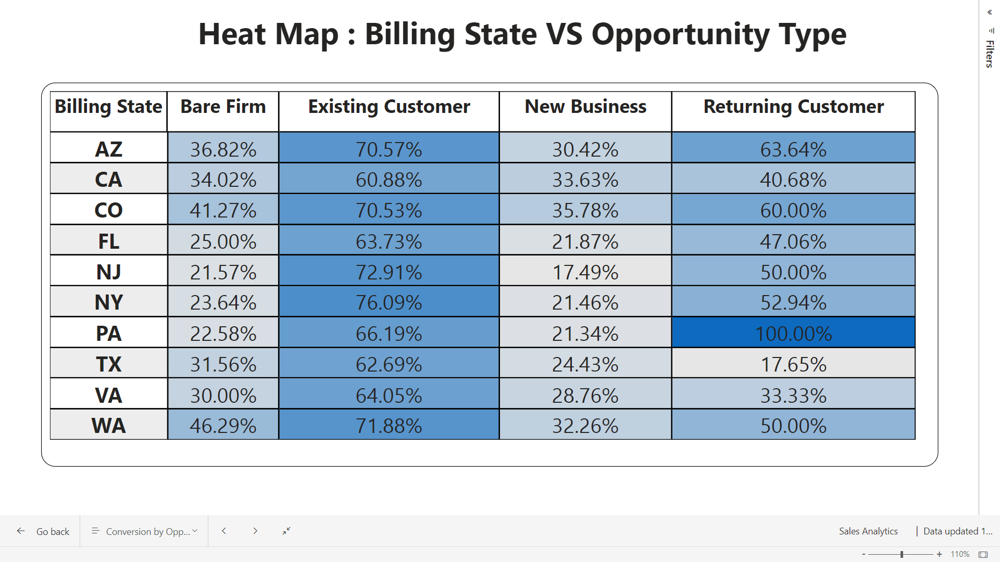 Heat Map : Billing State VS Opportunity Type
Filters
Billing State Bare Firm Existing Customer New Business Returning Customer
AZ 36.82% 70.57% 30.42% 63.64%
CA 34.02% 60.88% 33.63% 40.68%
CO 41.27% 70.53% 35.78% 60.00%
FL 25.00% 63.73% 21.87% 47.06%
NJ 21.57% 72.91% 17.49% 50.00%
NY 23.64% 76.09% 21.46% 52.94%
PA 22.58% 66.19% 21.34% 100.00%
TX 31.56% 62.69% 24.43% 17.65%
VA 30.00% 64.05% 28.76% 33.33%
WA 46.29% 71.88% 32.26% 50.00%
Go back Conversion by Opp... Sales Analytics | Data updated 1...
- + 110%